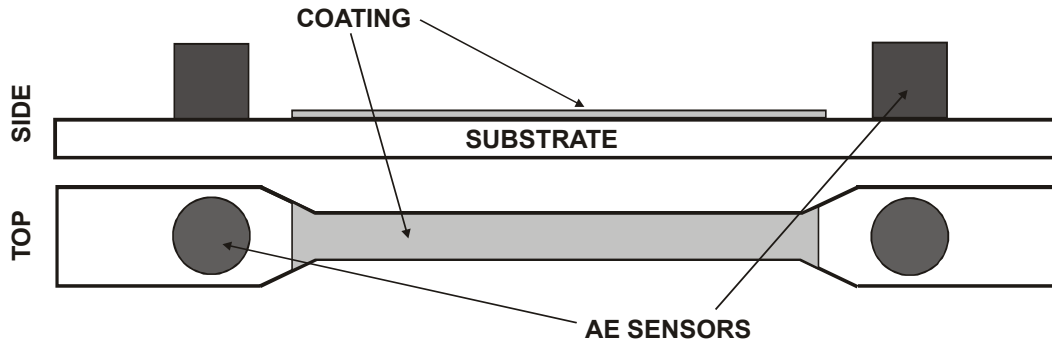 COATING
SIDE
SUBSTRATE
TOP
AE SENSORS